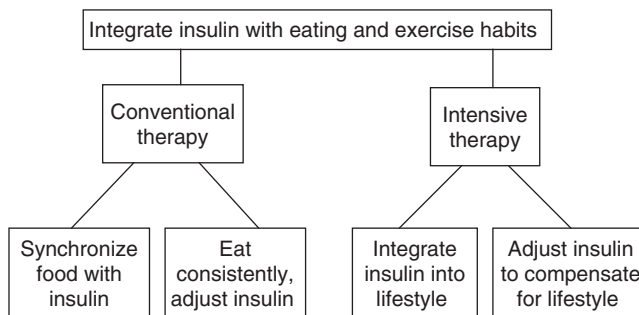 Integrate insulin with eating and exercise habits
Conventional
therapy
Intensive
therapy
Synchronize
food with
insulin
Eat
consistently,
adjust insulin
Integrate
insulin into
lifestyle
Adjust insulin
to compensate
for lifestyle